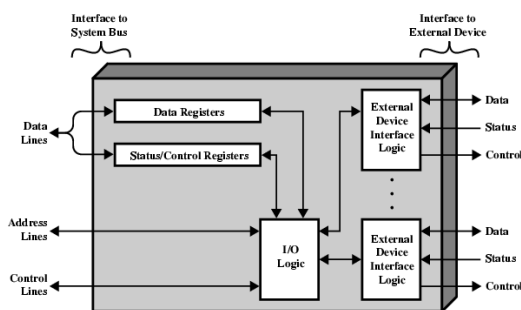 Interface to
System Bus
Interface to
External Device
Data Registers
External
Device
Interface
Logic
Data
Status
Control
Data
Lines
Status/Control Registers
Address
Lines
I/O
Logic
External
Device
Interface
Logic
Data
Status
Control
Control
Lines